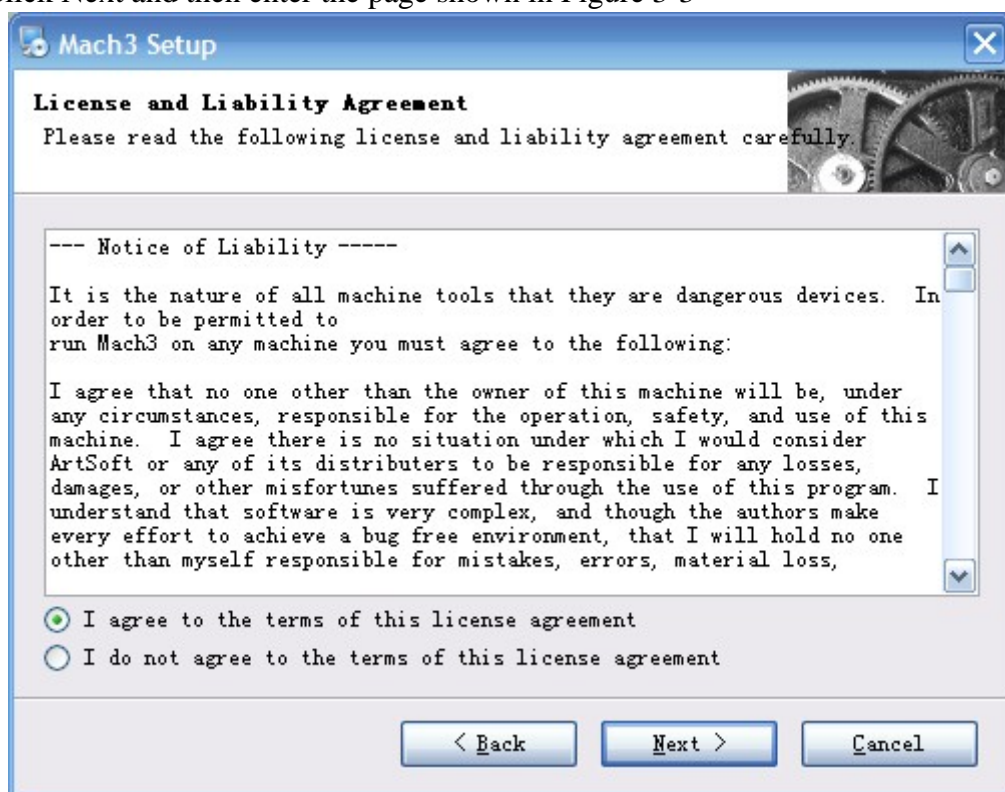 Click Next and then enter the page shown in Figure 3-3
Mach3 Setup
License and Liability Agreement
Please read the following license and liability agreement carefully.
--- Notice of Liability -----
It is the nature of all machine tools that they are dangerous devices. In
order to be permitted to
run Mach3 on any machine you must agree to the following:
I agree that no one other than the owner of this machine will be, under
any circumstances, responsible for the operation, safety, and use of this
machine. I agree there is no situation under which I would consider
ArtSoft or any of its distributers to be responsible for any losses,
damages, or other misfortunes suffered through the use of this program. I
understand that software is very complex, and though the authors make
every effort to achieve a bug free environment, that I will hold no one
other than myself responsible for mistakes, errors, material loss,
I agree to the terms of this license agreement
I do not agree to the terms of this license agreement
< Back
Next >
Cancel